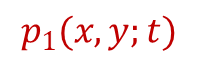 p₁(x, y; t)